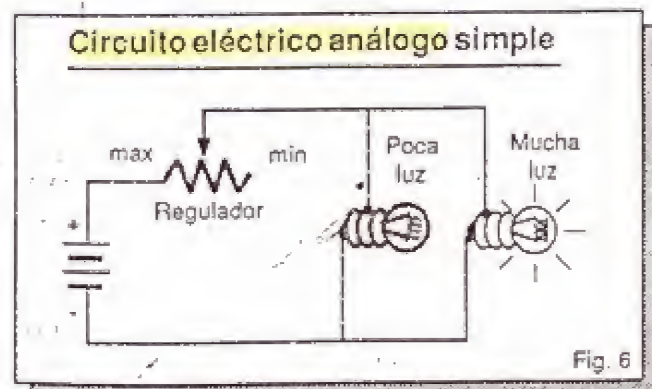 Circuito eléctrico análogo simple
max
min
Poca
luz
Mucha
luz
Regulador
+
-
Fig. 6